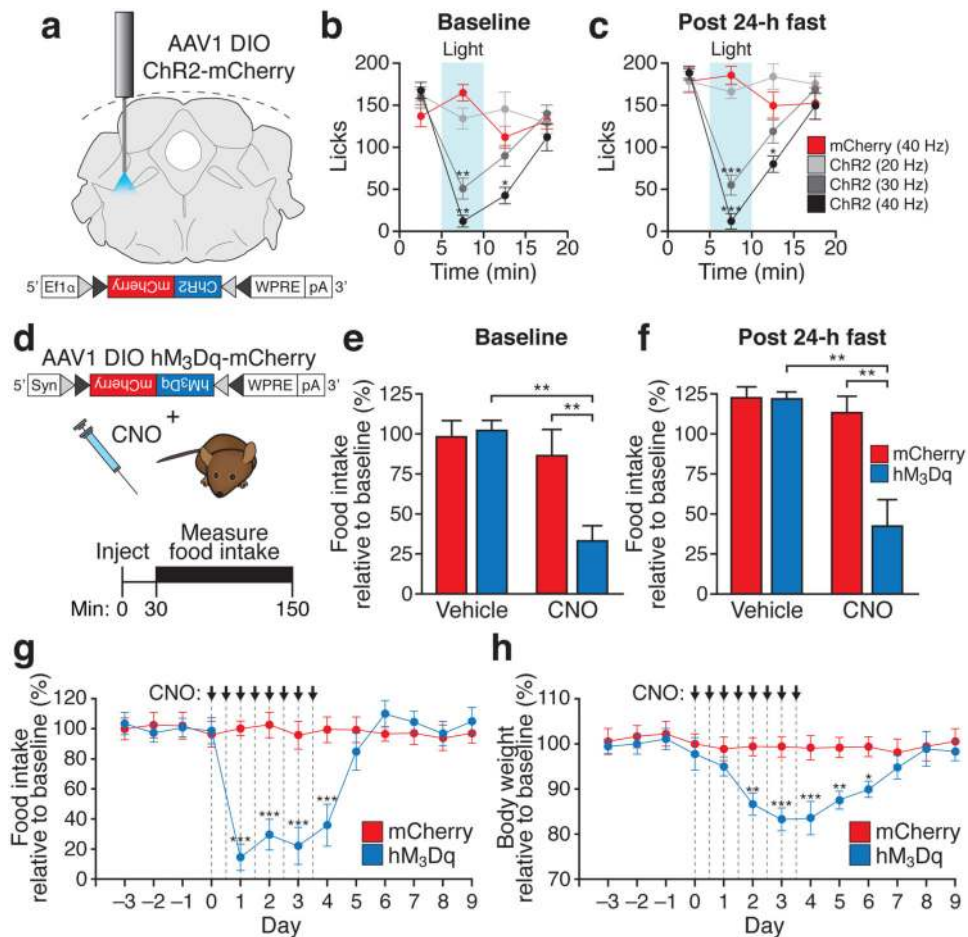 a
AAV1 DIO
ChR2-mCherry
5' Ef1α mCherry ChR2 WPRE pA 3'
b
Baseline
Light
Licks
200
150
100
50
0
0 5 10 15 20
Time (min)
** ** *
c
Post 24-h fast
Light
Licks
200
150
100
50
0
0 5 10 15 20
Time (min)
*** *** *
mCherry (40 Hz)
ChR2 (20 Hz)
ChR2 (30 Hz)
ChR2 (40 Hz)
d
AAV1 DIO hM₃Dq-mCherry
5' Syn mCherry hM₃Dq WPRE pA 3'
+
CNO
Measure
Inject food intake
Min: 0 30 150
e
Baseline
Food intake
relative to baseline (%)
125
100
75
50
25
0
**
**
Vehicle CNO
f
Post 24-h fast
Food intake
relative to baseline (%)
125
100
75
50
25
0
**
**
Vehicle CNO
mCherry
hM₃Dq
g
CNO:
Food intake
relative to baseline (%)
120
100
80
60
40
20
0
*** *** *** ***
mCherry
hM₃Dq
–3 –2 –1 0 1 2 3 4 5 6 7 8 9
Day
h
CNO:
Body weight
relative to baseline (%)
110
100
90
80
70
** *** *** ** *
mCherry
hM₃Dq
–3 –2 –1 0 1 2 3 4 5 6 7 8 9
Day